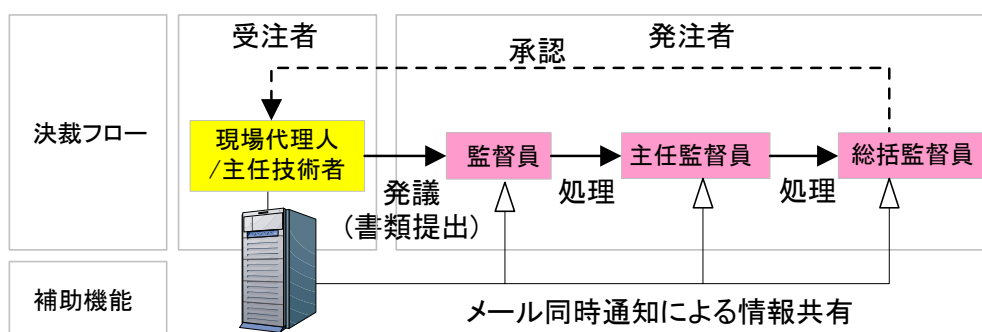 受注者
発注者
承認
決裁フロー
現場代理人
/主任技術者
監督員
主任監督員
総括監督員
発議
(書類提出)
処理
処理
補助機能
メール同時通知による情報共有